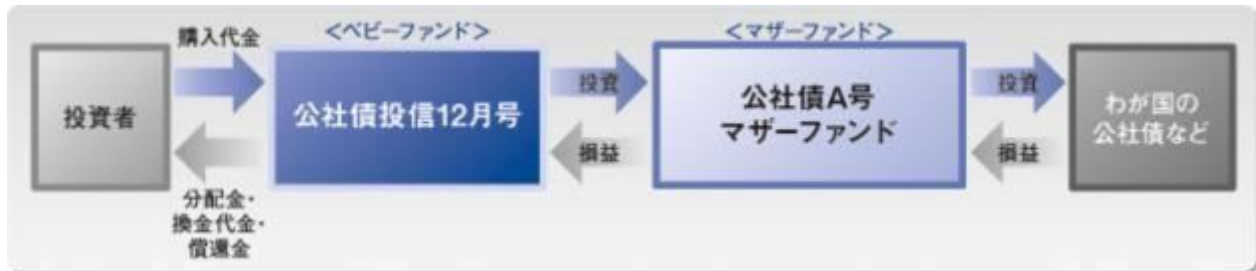 購入代金
<ベビーファンド>
<マザーファンド>
投資者
公社債投信12月号
投資
損益
公社債A号
マザーファンド
投資
損益
わが国の
公社債など
分配金・
換金代金・
償還金